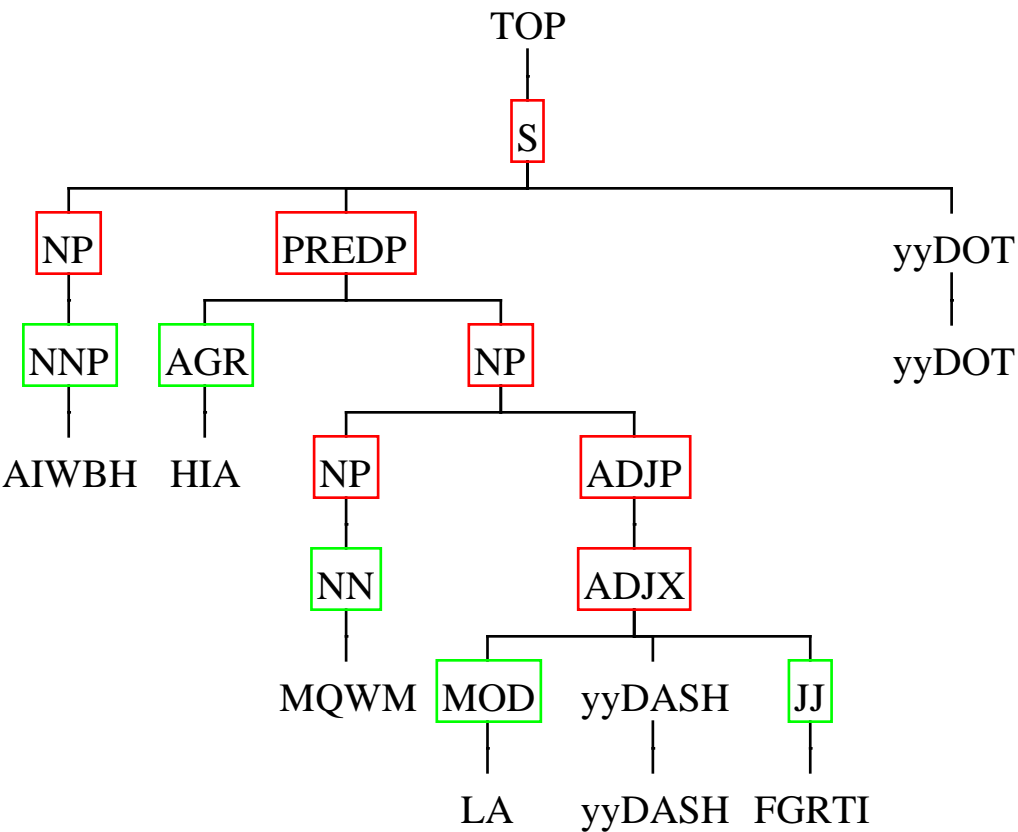 TOP
S
NP PREDP yyDOT
NNP AGR NP yyDOT
AIWBH HIA NP ADJP
NN ADJX
MQWM MOD yyDASH JJ
LA yyDASH FGRTI